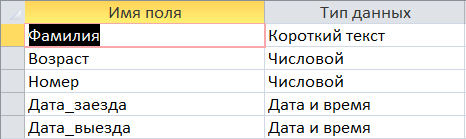 Имя поля Тип данных
Фамилия Короткий текст
Возраст Числовой
Номер Числовой
Дата_заезда Дата и время
Дата_выезда Дата и время